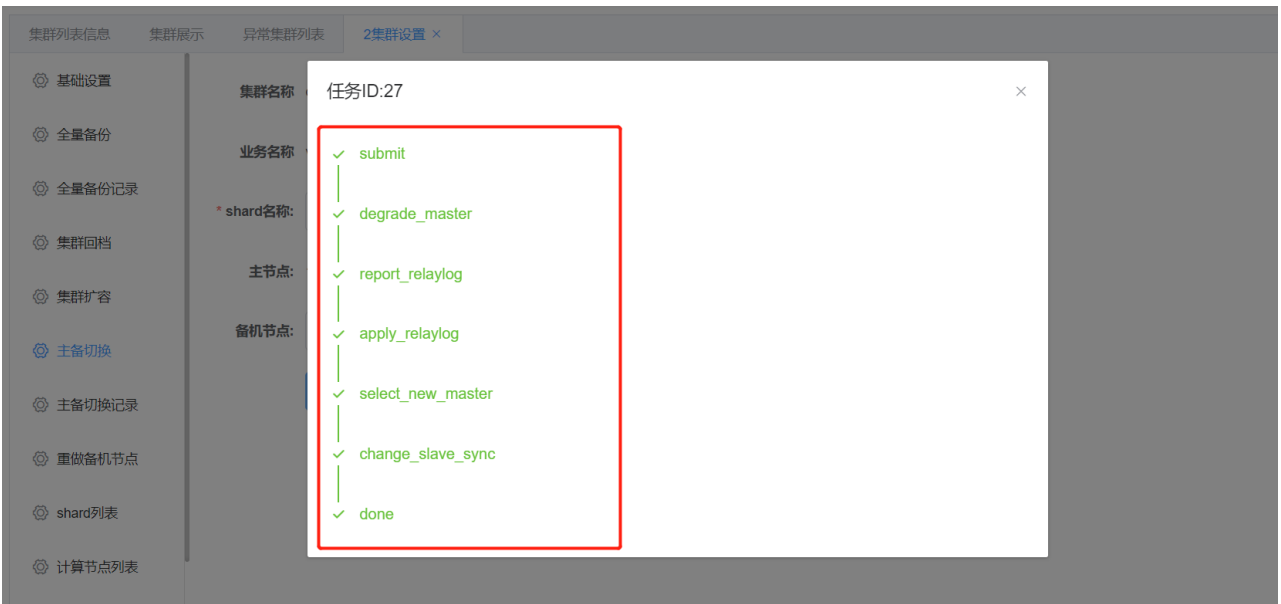 集群列表信息 集群展示 异常集群列表 2集群设置 ×
基础设置
全量备份
全量备份记录
集群回档
集群扩容
主备切换
主备切换记录
重做备机节点
shard列表
计算节点列表
集群名称
业务名称
* shard名称:
主节点:
备机节点:
任务ID:27
submit
degrade_master
report_relaylog
apply_relaylog
select_new_master
change_slave_sync
done